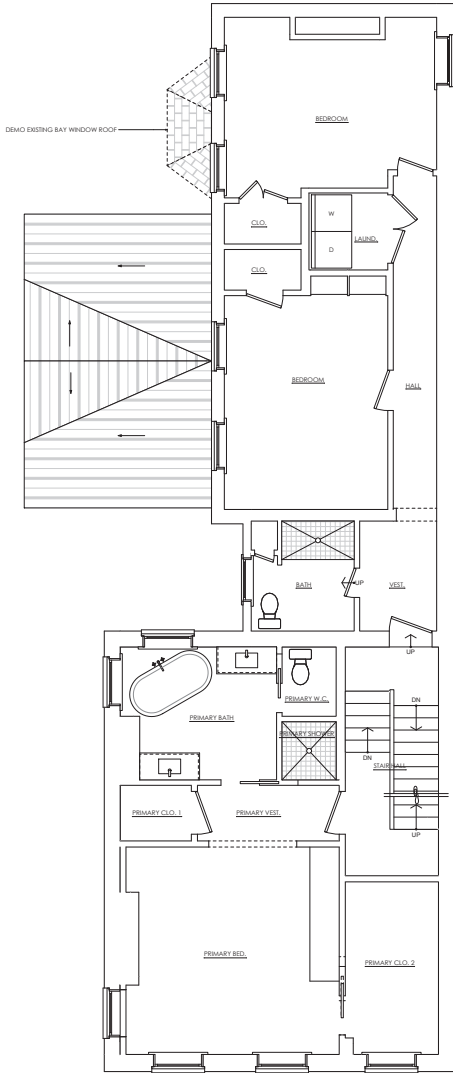 BEDROOM
DEMO EXISTING BAY WINDOW ROOF
W
CLO.
LAUND.
D
CLO.
BEDROOM
HALL
BATH
UP
VEST.
UP
PRIMARY W.C.
DN
PRIMARY BATH
PRIMARY SHOWER
DN
STAIR HALL
PRIMARY CLO. 1
PRIMARY VEST.
UP
PRIMARY BED.
PRIMARY CLO. 2